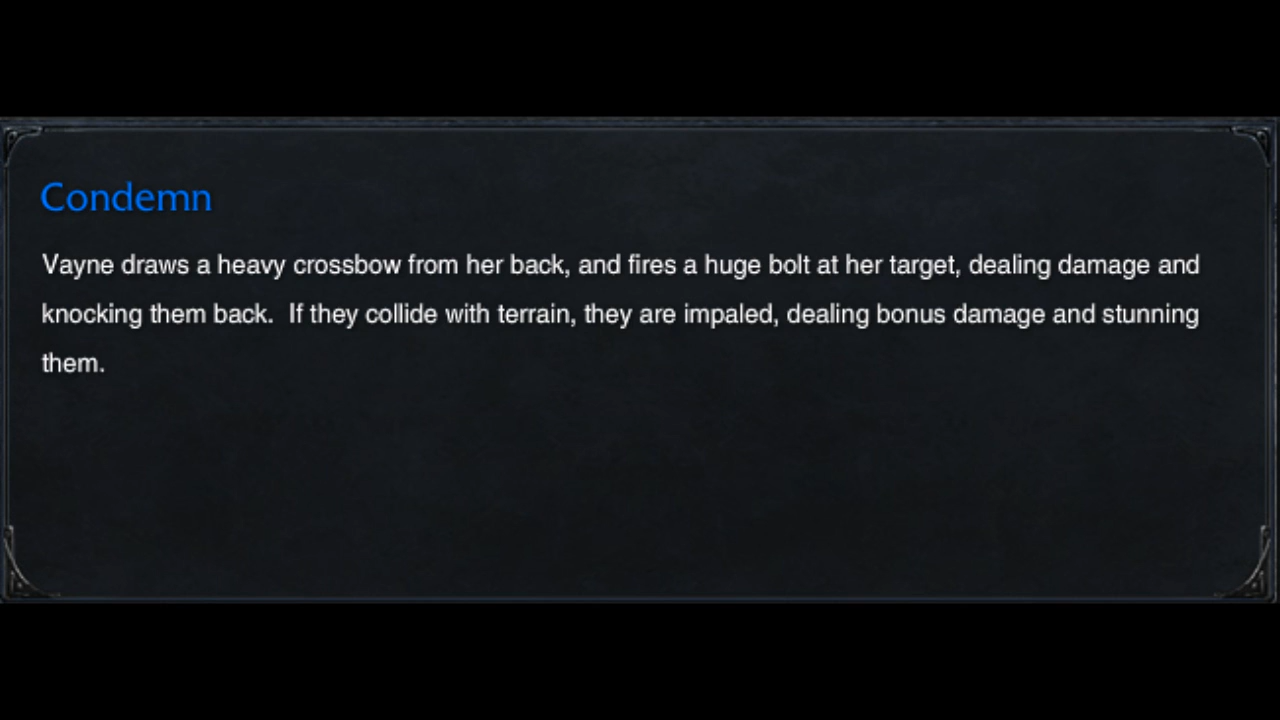 Condemn
Vayne draws a heavy crossbow from her back, and fires a huge bolt at her target, dealing damage and
knocking them back.  If they collide with terrain, they are impaled, dealing bonus damage and stunning
them.